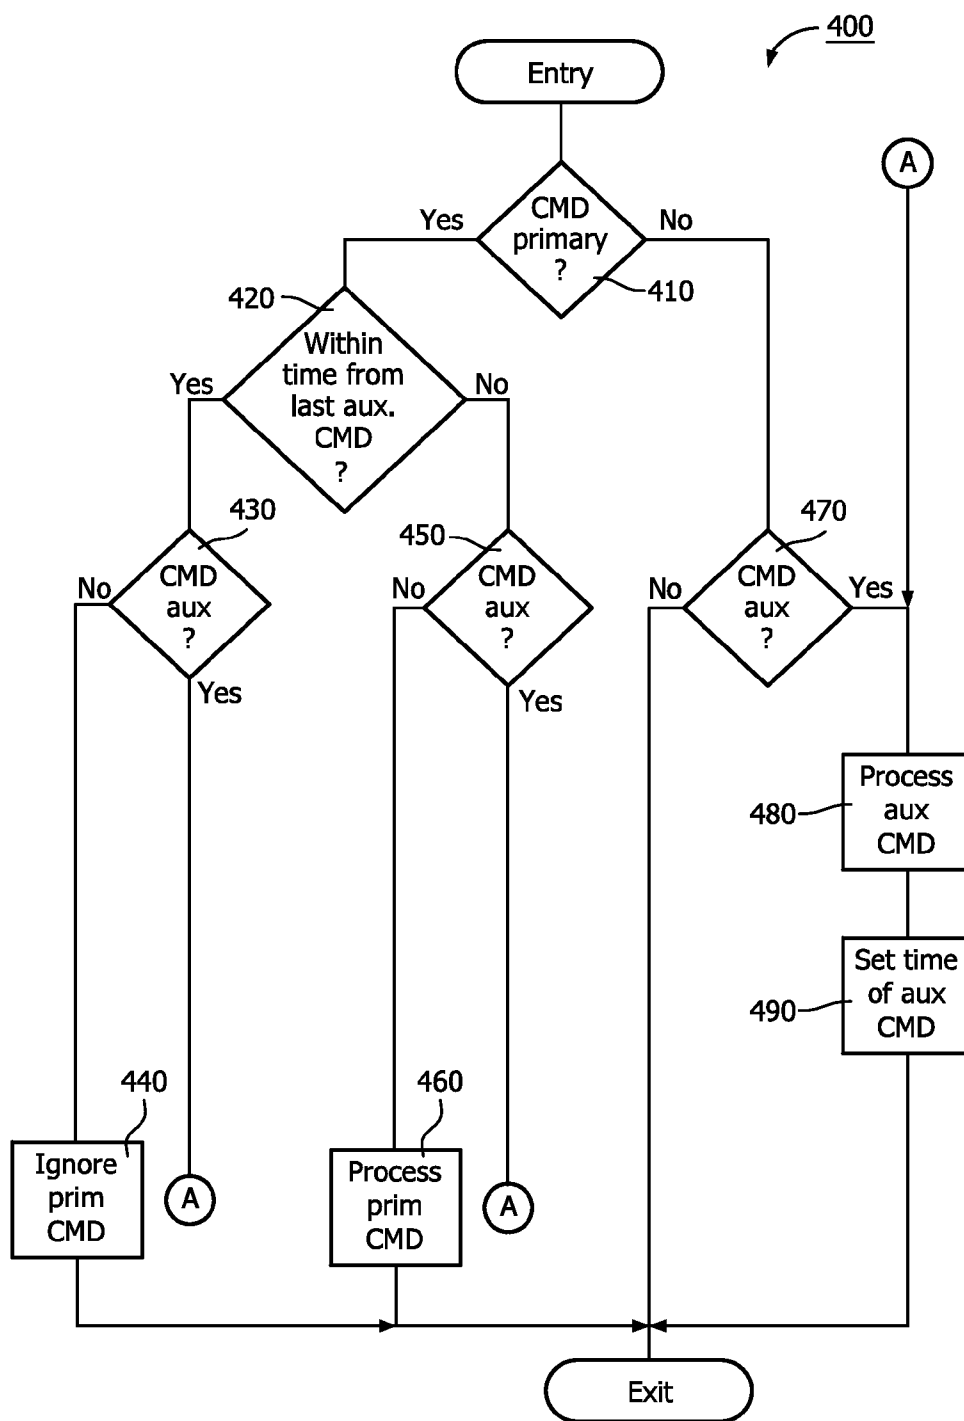 400
Entry
A
CMD
primary
?
Yes
No
410
420
Within
time from
last aux.
CMD
?
Yes
No
430
CMD
aux
?
No
Yes
450
CMD
aux
?
No
Yes
470
CMD
aux
?
No
Yes
Process
aux
CMD
480
Set time
of aux
CMD
490
440
Ignore
prim
CMD
A
460
Process
prim
CMD
A
Exit